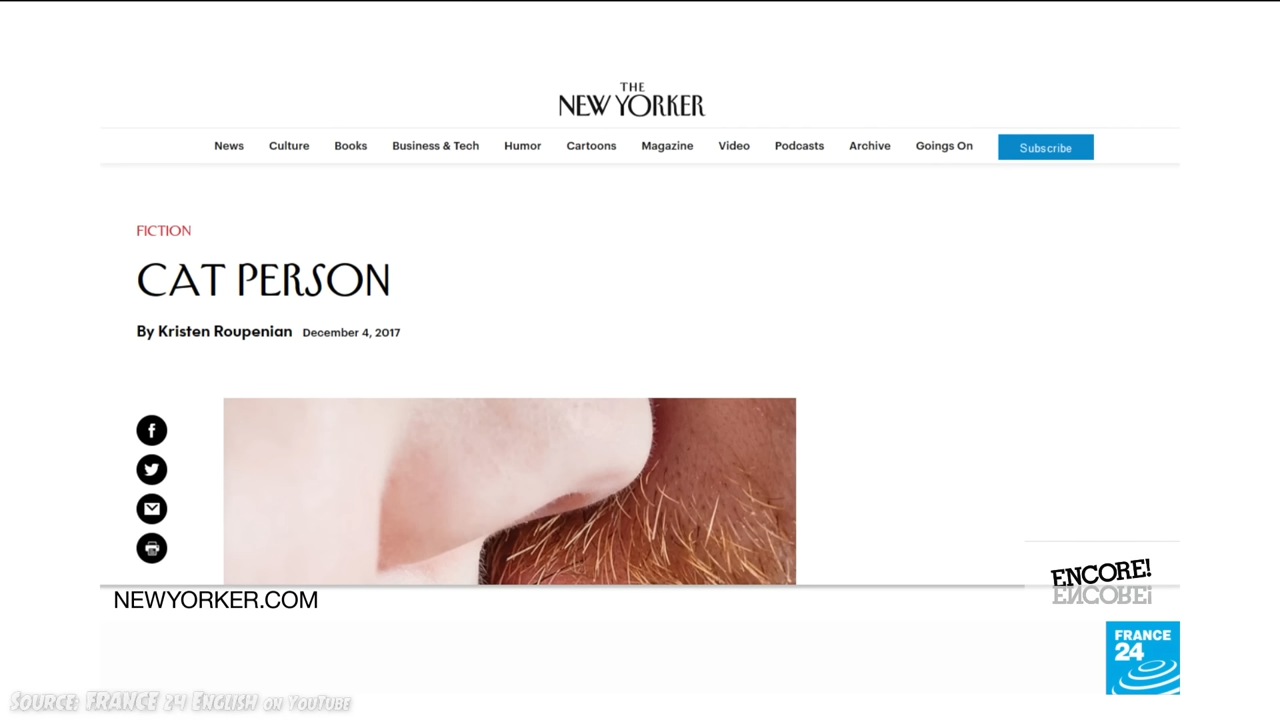 THE
NEW YORKER
News Culture Books Business & Tech Humor Cartoons Magazine Video Podcasts Archive Goings On Subscribe
FICTION
CAT PERSON
By Kristen Roupenian December 4, 2017
NEWYORKER.COM
ENCORE!
ENCORE!
FRANCE
24
SOURCE: FRANCE 24 ENGLISH ON YOUTUBE